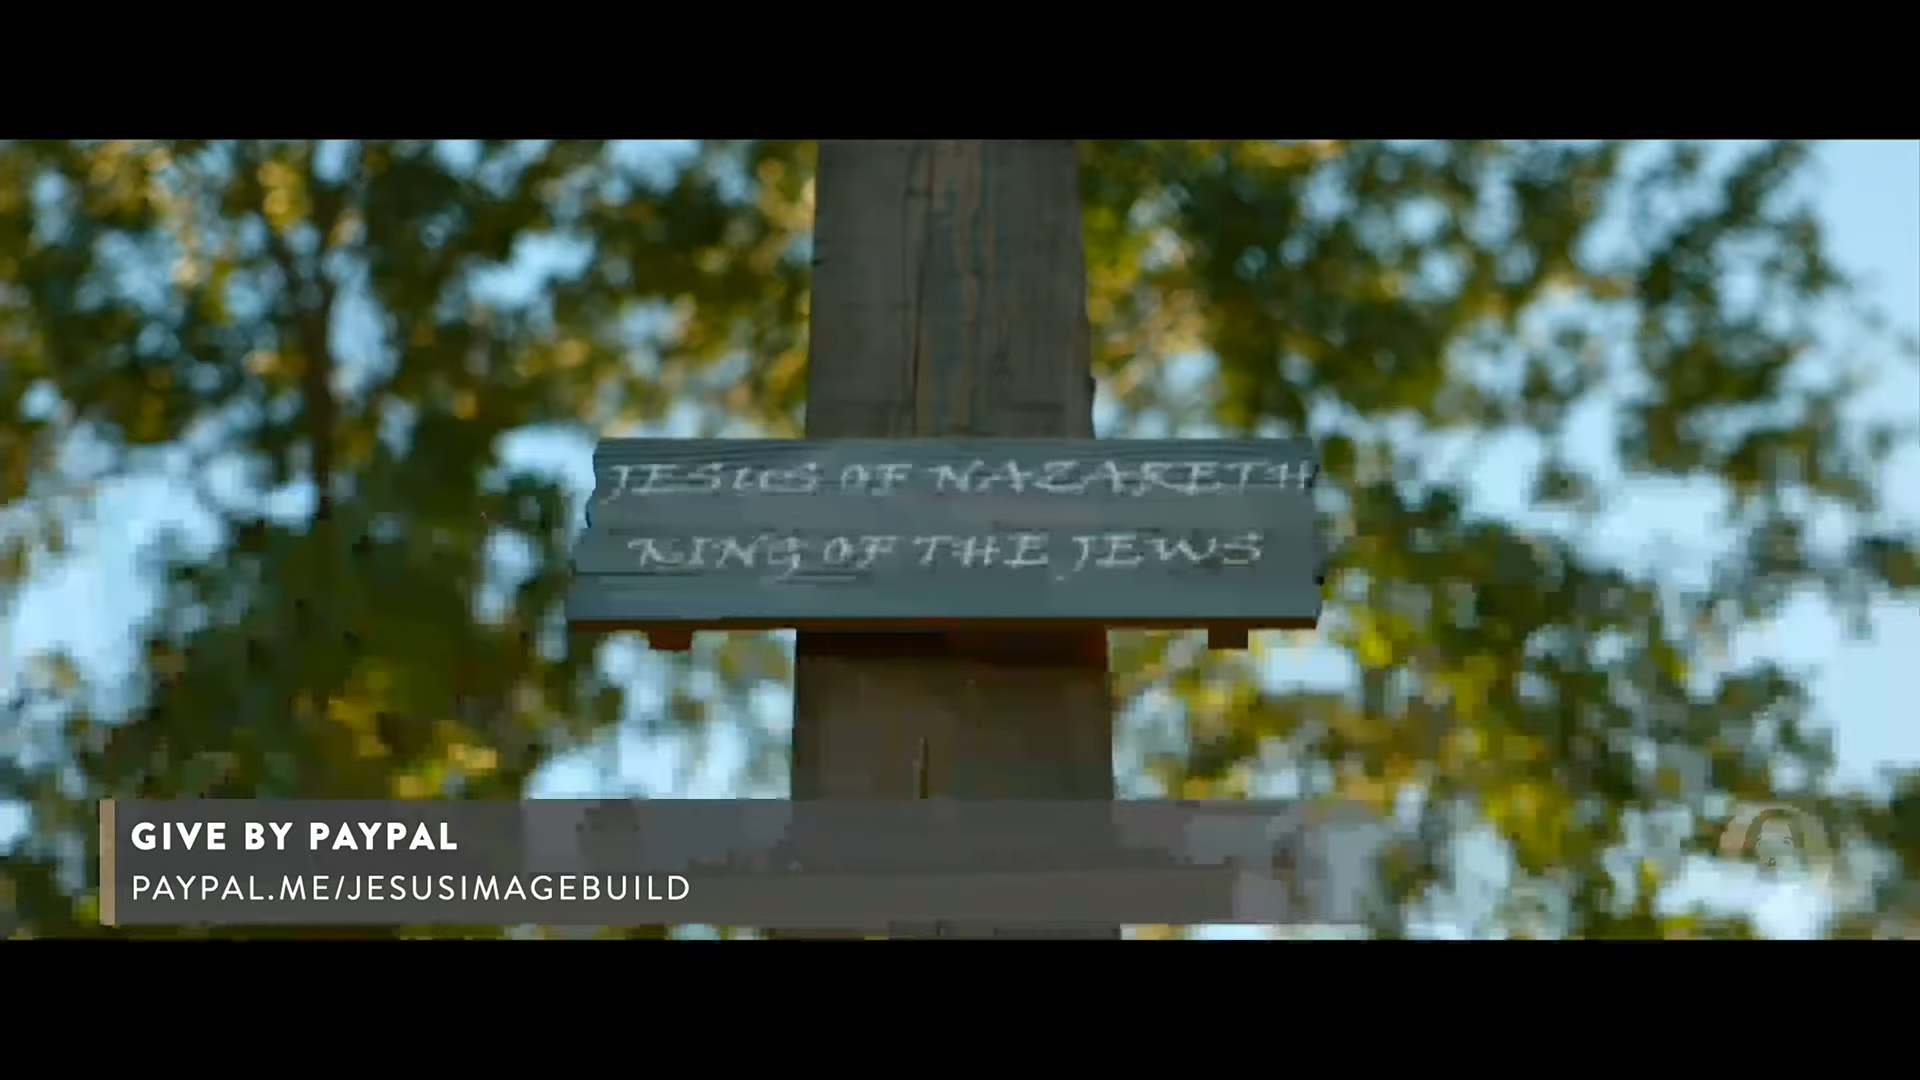 JESUS OF NAZARETH
KING OF THE JEWS
GIVE BY PAYPAL
PAYPAL.ME/JESUSIMAGEBUILD